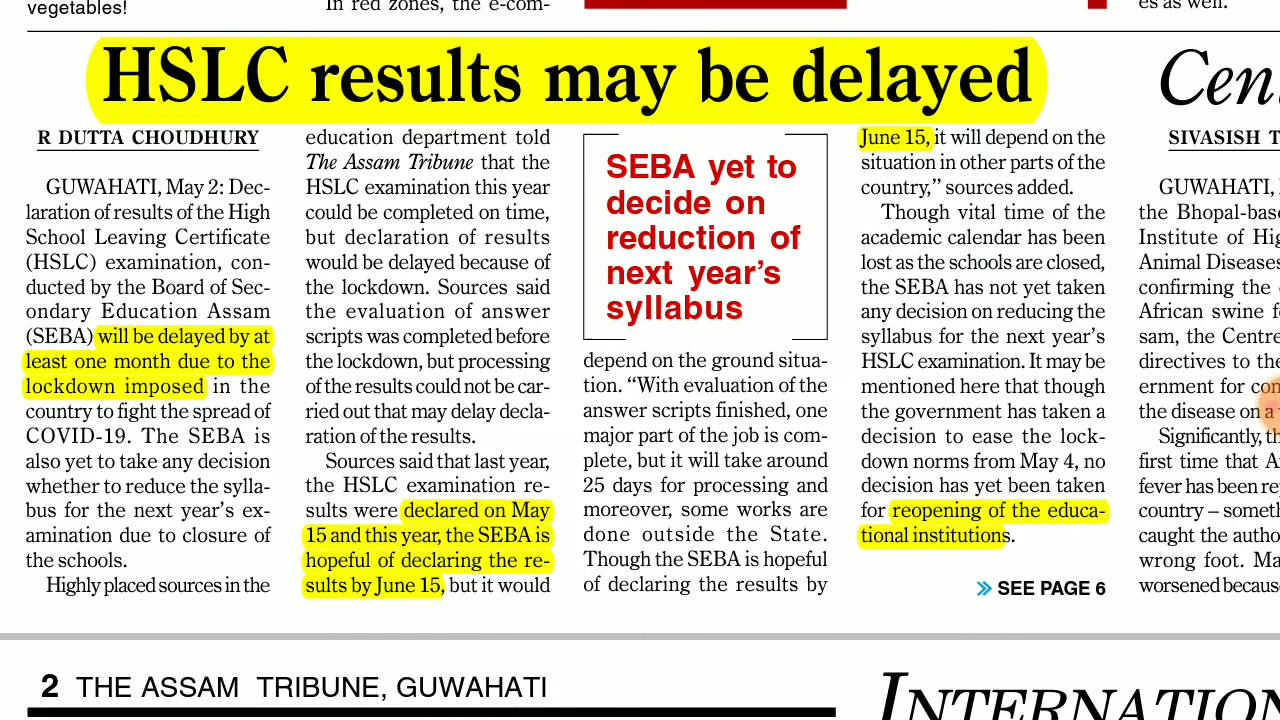 vegetables!
In red zones, the e-com-
es as well.
HSLC results may be delayed
R DUTTA CHOUDHURY
GUWAHATI, May 2: Dec-
laration of results of the High
School Leaving Certificate
(HSLC) examination, con-
ducted by the Board of Sec-
ondary Education Assam
(SEBA) will be delayed by at
least one month due to the
lockdown imposed in the
country to fight the spread of
COVID-19. The SEBA is
also yet to take any decision
whether to reduce the sylla-
bus for the next year's ex-
amination due to closure of
the schools.
Highly placed sources in the
education department told
The Assam Tribune that the
HSLC examination this year
could be completed on time,
but declaration of results
would be delayed because of
the lockdown. Sources said
the evaluation of answer
scripts was completed before
the lockdown, but processing
of the results could not be car-
ried out that may delay decla-
ration of the results.
Sources said that last year,
the HSLC examination re-
sults were declared on May
15 and this year, the SEBA is
hopeful of declaring the re-
sults by June 15, but it would
SEBA yet to
decide on
reduction of
next year's
syllabus
depend on the ground situa-
tion. "With evaluation of the
answer scripts finished, one
major part of the job is com-
plete, but it will take around
25 days for processing and
moreover, some works are
done outside the State.
Though the SEBA is hopeful
of declaring the results by
June 15, it will depend on the
situation in other parts of the
country," sources added.
Though vital time of the
academic calendar has been
lost as the schools are closed,
the SEBA has not yet taken
any decision on reducing the
syllabus for the next year's
HSLC examination. It may be
mentioned here that though
the government has taken a
decision to ease the lock-
down norms from May 4, no
decision has yet been taken
for reopening of the educa-
tional institutions.
SEE PAGE 6
Cen
SIVASISH T
GUWAHATI,
the Bhopal-bas
Institute of Hig
Animal Diseases
confirming the
African swine f
sam, the Centre
directives to the
ernment for con
the disease on a
Significantly, th
first time that A
fever has been re
country – someth
caught the autho
wrong foot. Ma
worsened becaus
2 THE ASSAM TRIBUNE, GUWAHATI
INTERNATION